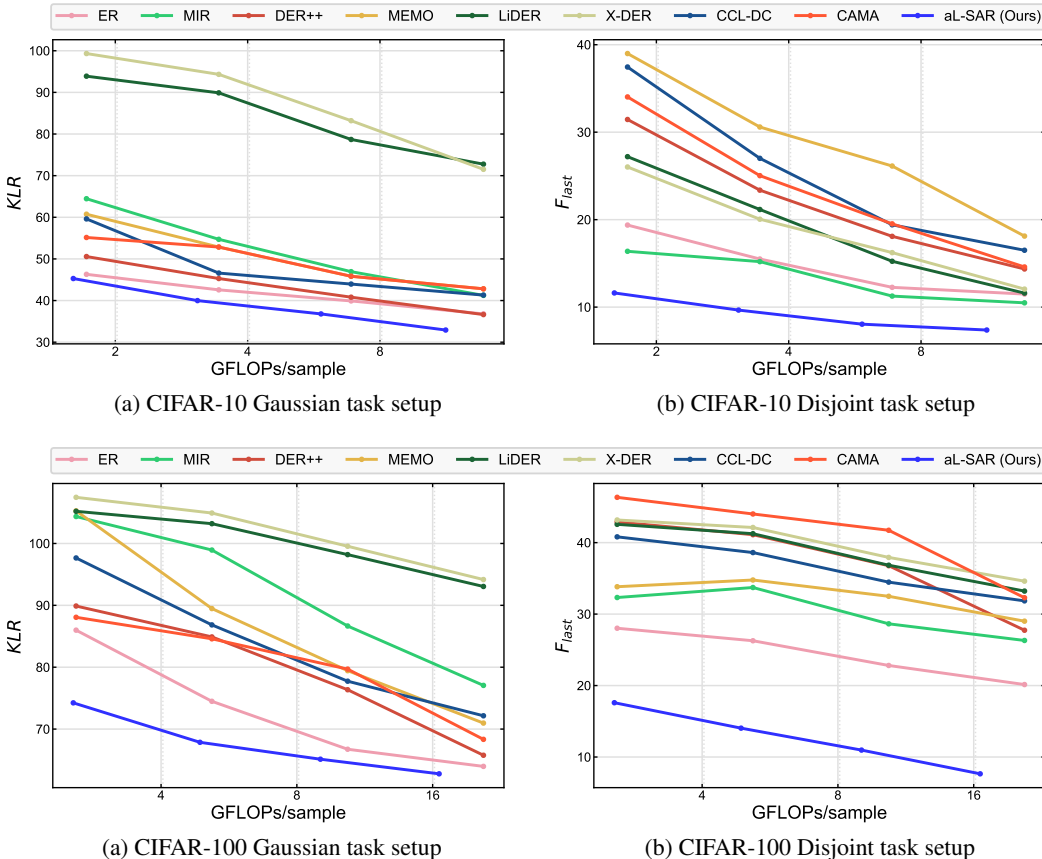 ER MIR DER++ MEMO LiDER X-DER CCL-DC CAMA aL-SAR (Ours)
100
90
80
70
60
50
40
30
KLR
2 4 8
GFLOPs/sample
(a) CIFAR-10 Gaussian task setup
40
30
20
10
F_last
2 4 8
GFLOPs/sample
(b) CIFAR-10 Disjoint task setup
ER MIR DER++ MEMO LiDER X-DER CCL-DC CAMA aL-SAR (Ours)
100
90
80
70
KLR
4 8 16
GFLOPs/sample
(a) CIFAR-100 Gaussian task setup
40
30
20
10
F_last
4 8 16
GFLOPs/sample
(b) CIFAR-100 Disjoint task setup